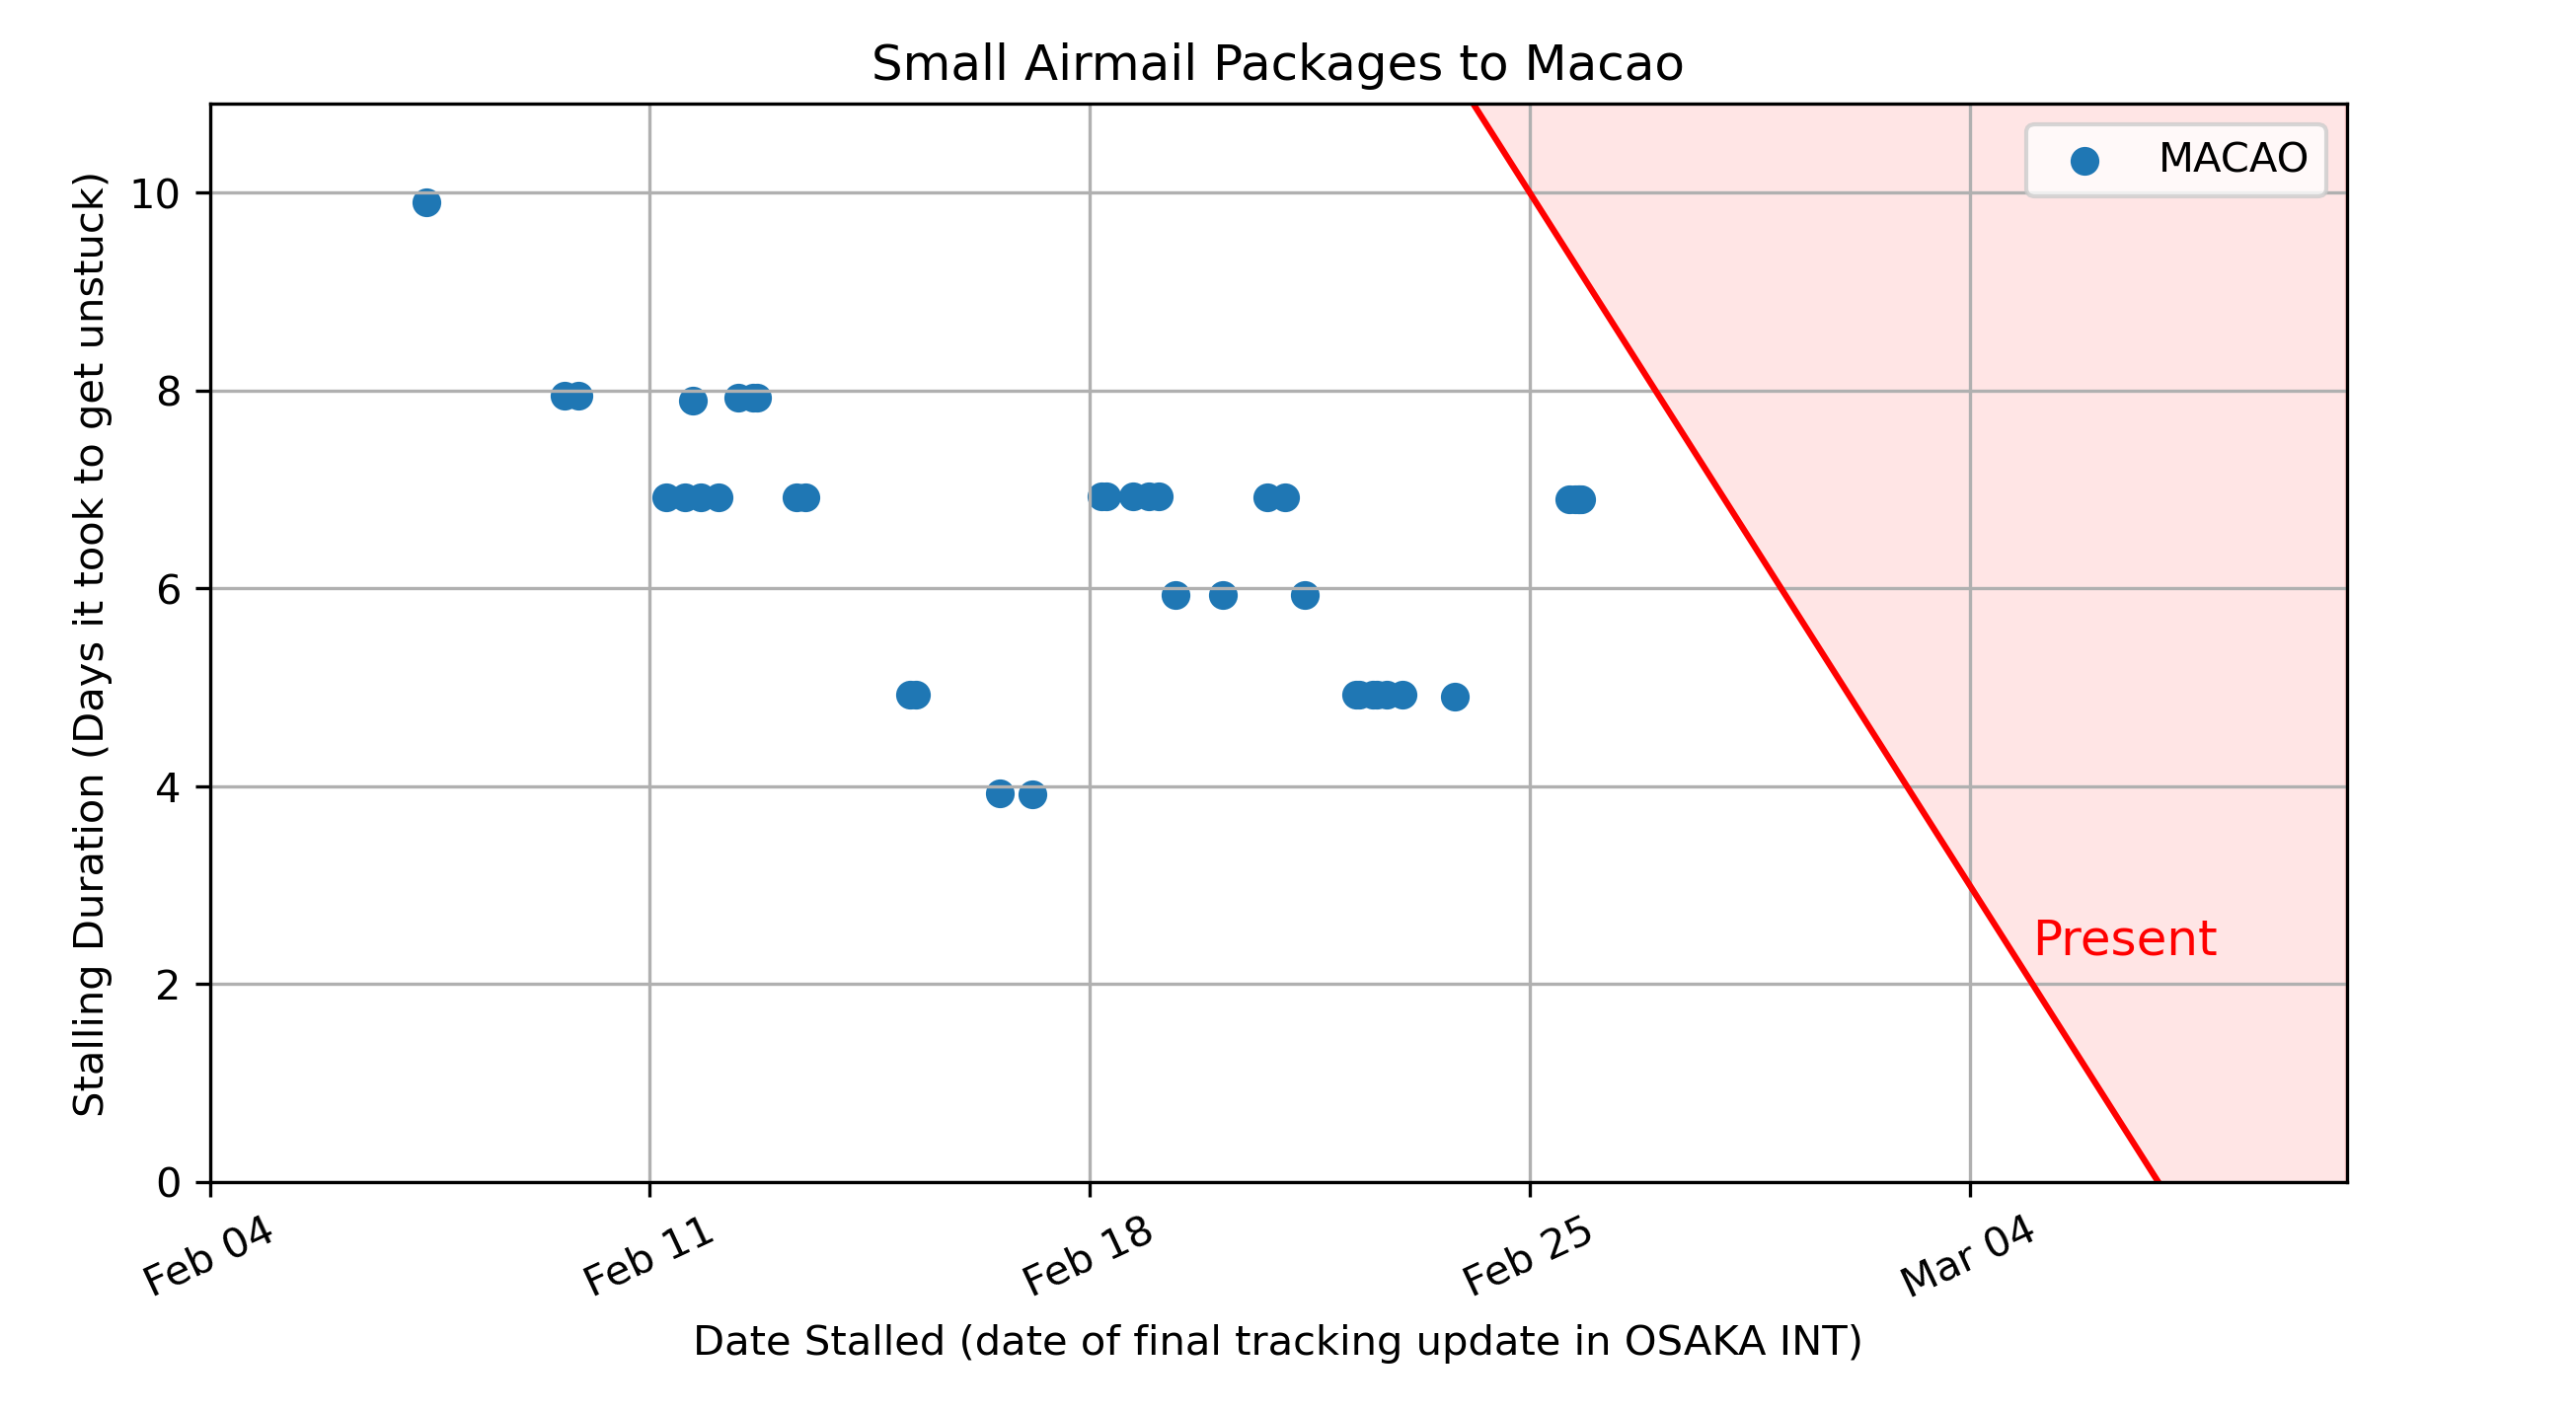 Small Airmail Packages to Macao
MACAO
Stalling Duration (Days it took to get unstuck)
10
8
6
4
2
0
Present
Feb 04
Feb 11
Feb 18
Feb 25
Mar 04
Date Stalled (date of final tracking update in OSAKA INT)